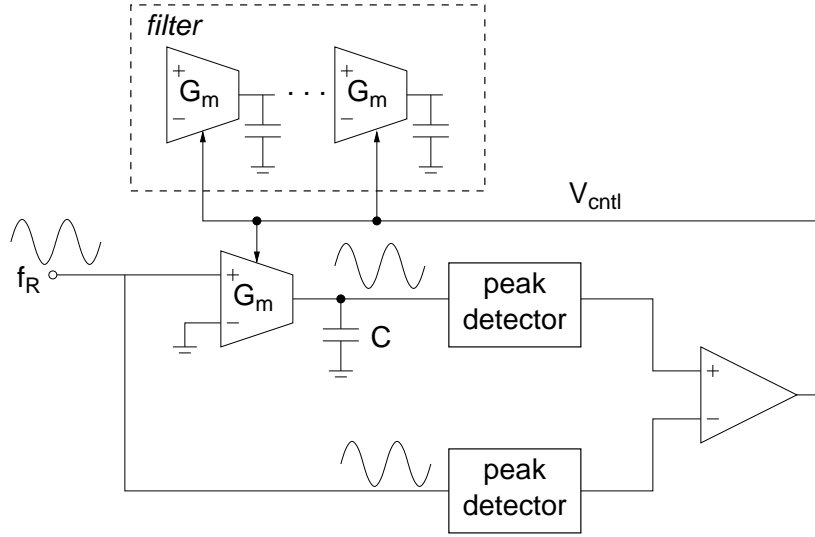 filter
+
G_m
−
. . .
+
G_m
−
V_cntl
f_R
+
G_m
−
C
peak
detector
+
−
peak
detector